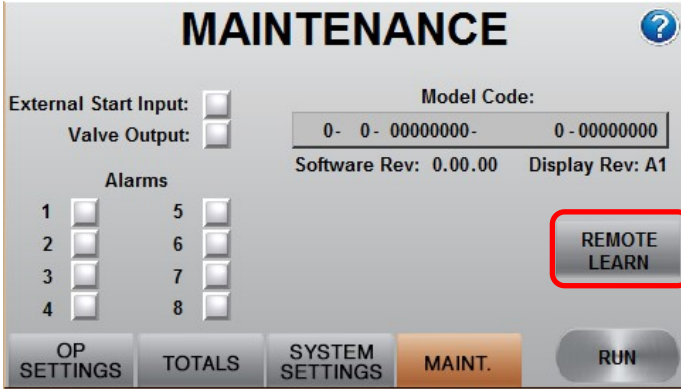 MAINTENANCE
?
External Start Input:
Valve Output:
Model Code:
0- 0- 00000000- 0 - 00000000
Software Rev: 0.00.00 Display Rev: A1
Alarms
1 5
2 6
3 7
4 8
REMOTE
LEARN
OP
SETTINGS
TOTALS
SYSTEM
SETTINGS
MAINT.
RUN